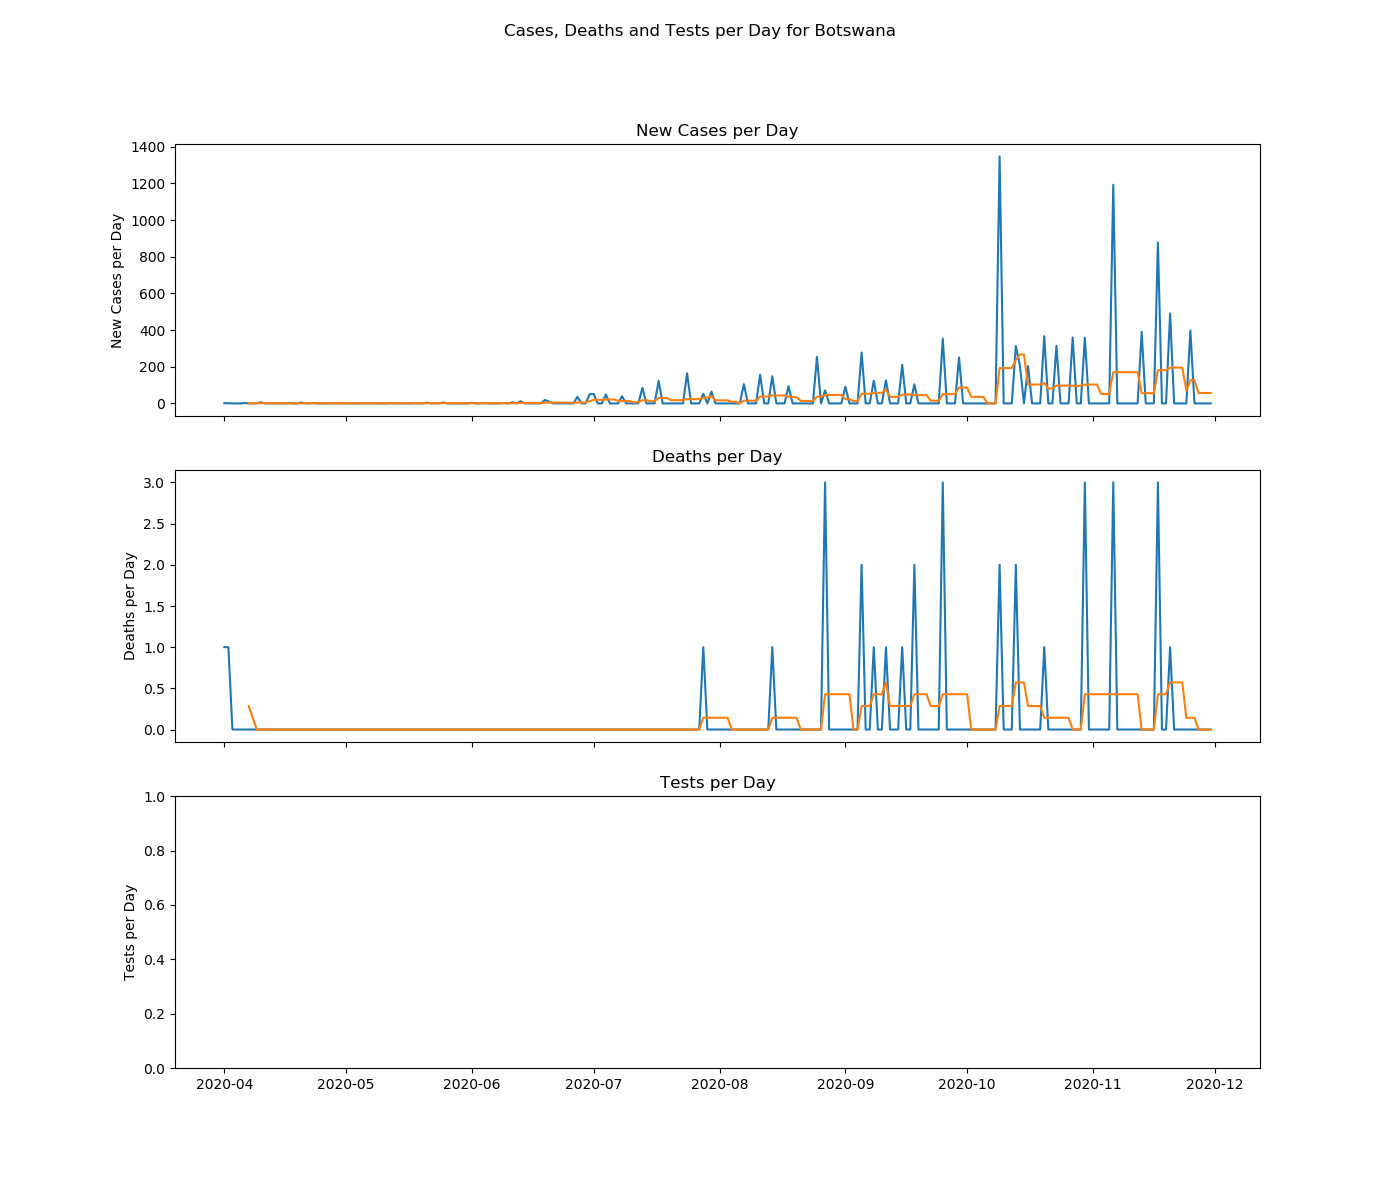 Cases, Deaths and Tests per Day for Botswana
New Cases per Day
1400
1200
1000
800
600
400
200
0
New Cases per Day
Deaths per Day
3.0
2.5
2.0
1.5
1.0
0.5
0.0
Deaths per Day
Tests per Day
1.0
0.8
0.6
0.4
0.2
0.0
Tests per Day
2020-04 2020-05 2020-06 2020-07 2020-08 2020-09 2020-10 2020-11 2020-12